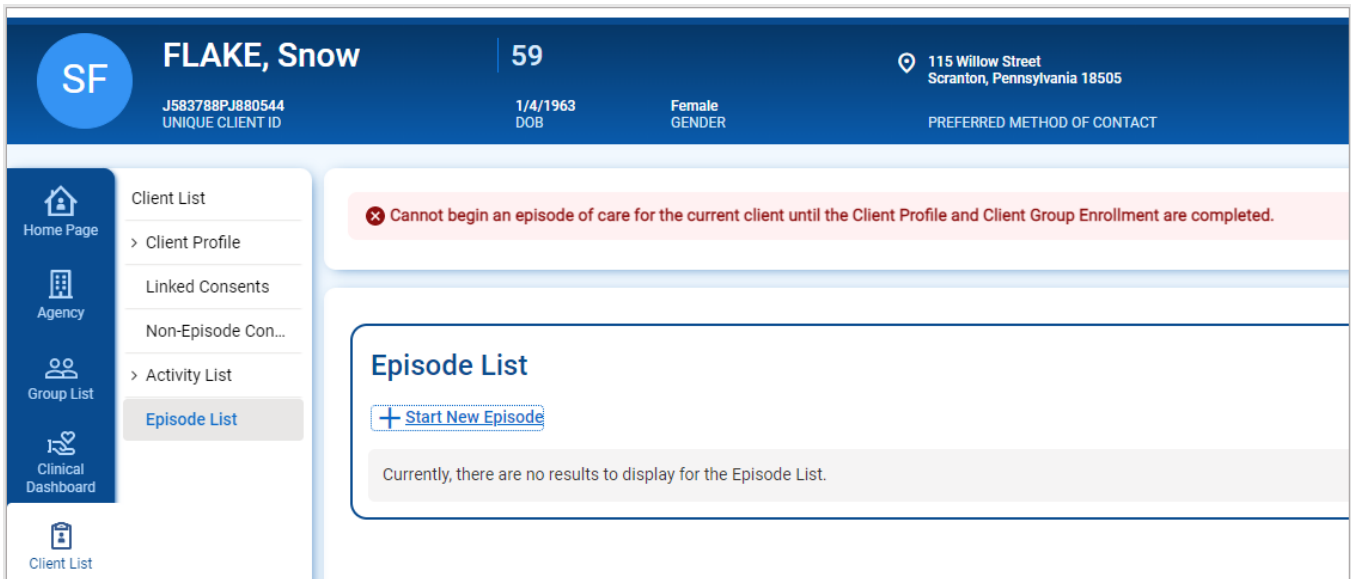 SF
FLAKE, Snow
59
115 Willow Street
Scranton, Pennsylvania 18505
J583788PJ880544
UNIQUE CLIENT ID
1/4/1963
DOB
Female
GENDER
PREFERRED METHOD OF CONTACT
Home Page
Agency
Group List
Clinical
Dashboard
Client List
Client List
Client Profile
Linked Consents
Non-Episode Con...
Activity List
Episode List
Cannot begin an episode of care for the current client until the Client Profile and Client Group Enrollment are completed.
Episode List
Start New Episode
Currently, there are no results to display for the Episode List.